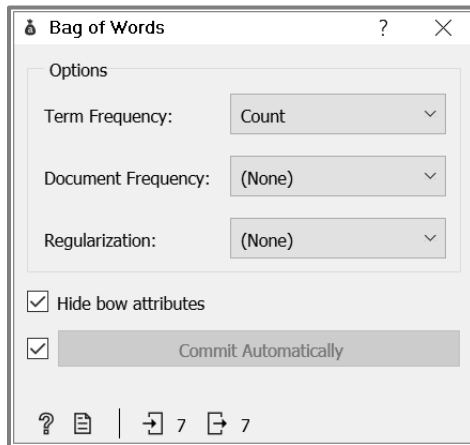 Bag of Words ?
Options
Term Frequency: Count
Document Frequency: (None)
Regularization: (None)
Hide bow attributes
Commit Automatically
? 7 7